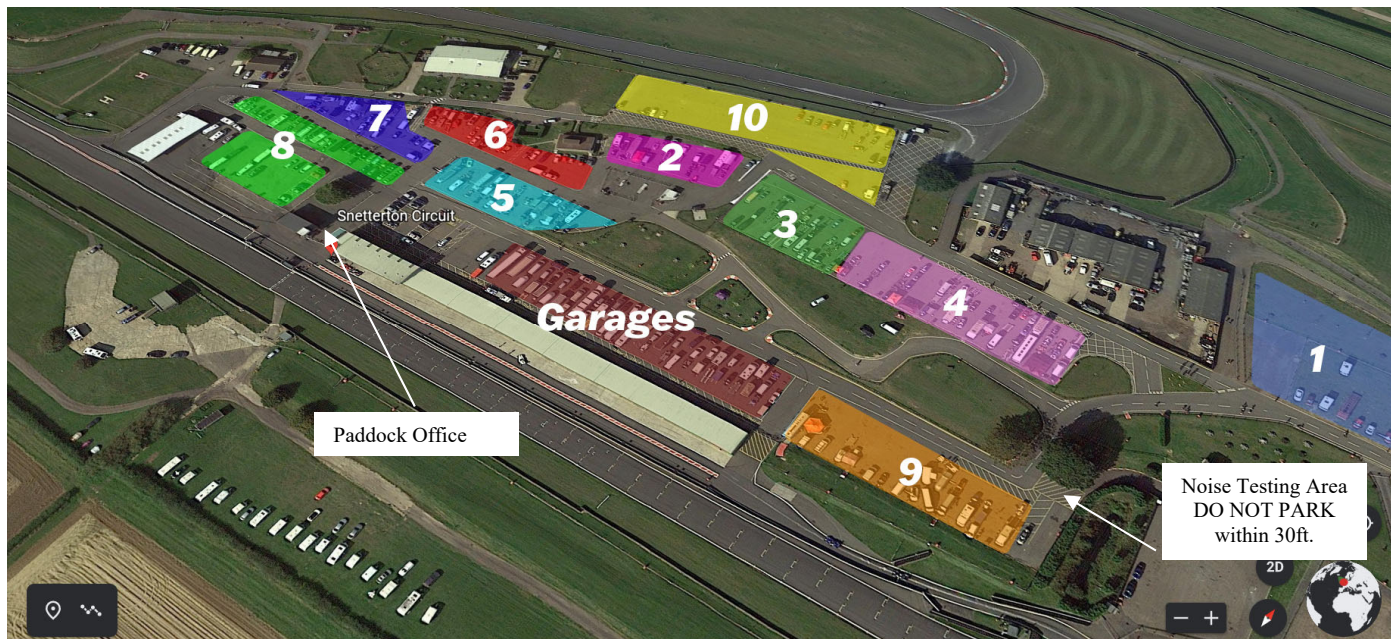 10
7
6
8
2
5
Snetterton Circuit
3
4
Garages
1
Paddock Office
9
Noise Testing Area
DO NOT PARK
within 30ft.
2D